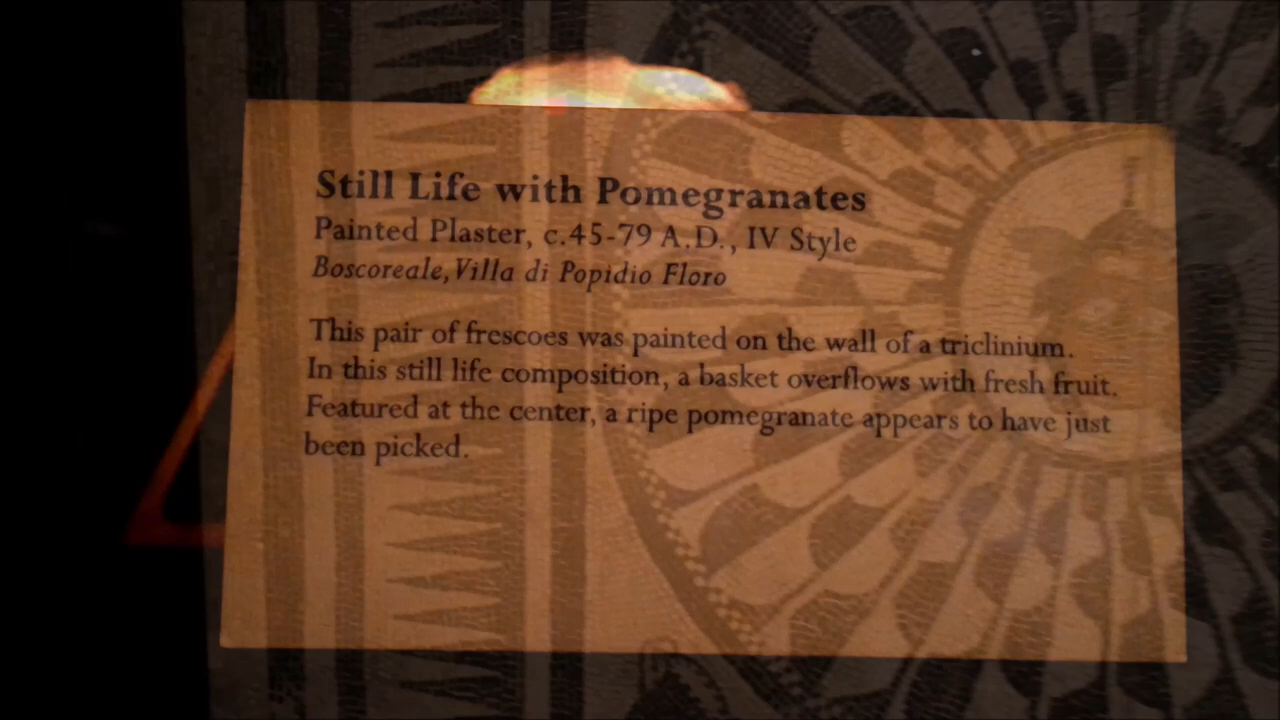 Still Life with Pomegranates
Painted Plaster, c.45-79 A.D., IV Style
Boscoreale, Villa di Popidio Floro
This pair of frescoes was painted on the wall of a triclinium.
In this still life composition, a basket overflows with fresh fruit.
Featured at the center, a ripe pomegranate appears to have just
been picked.